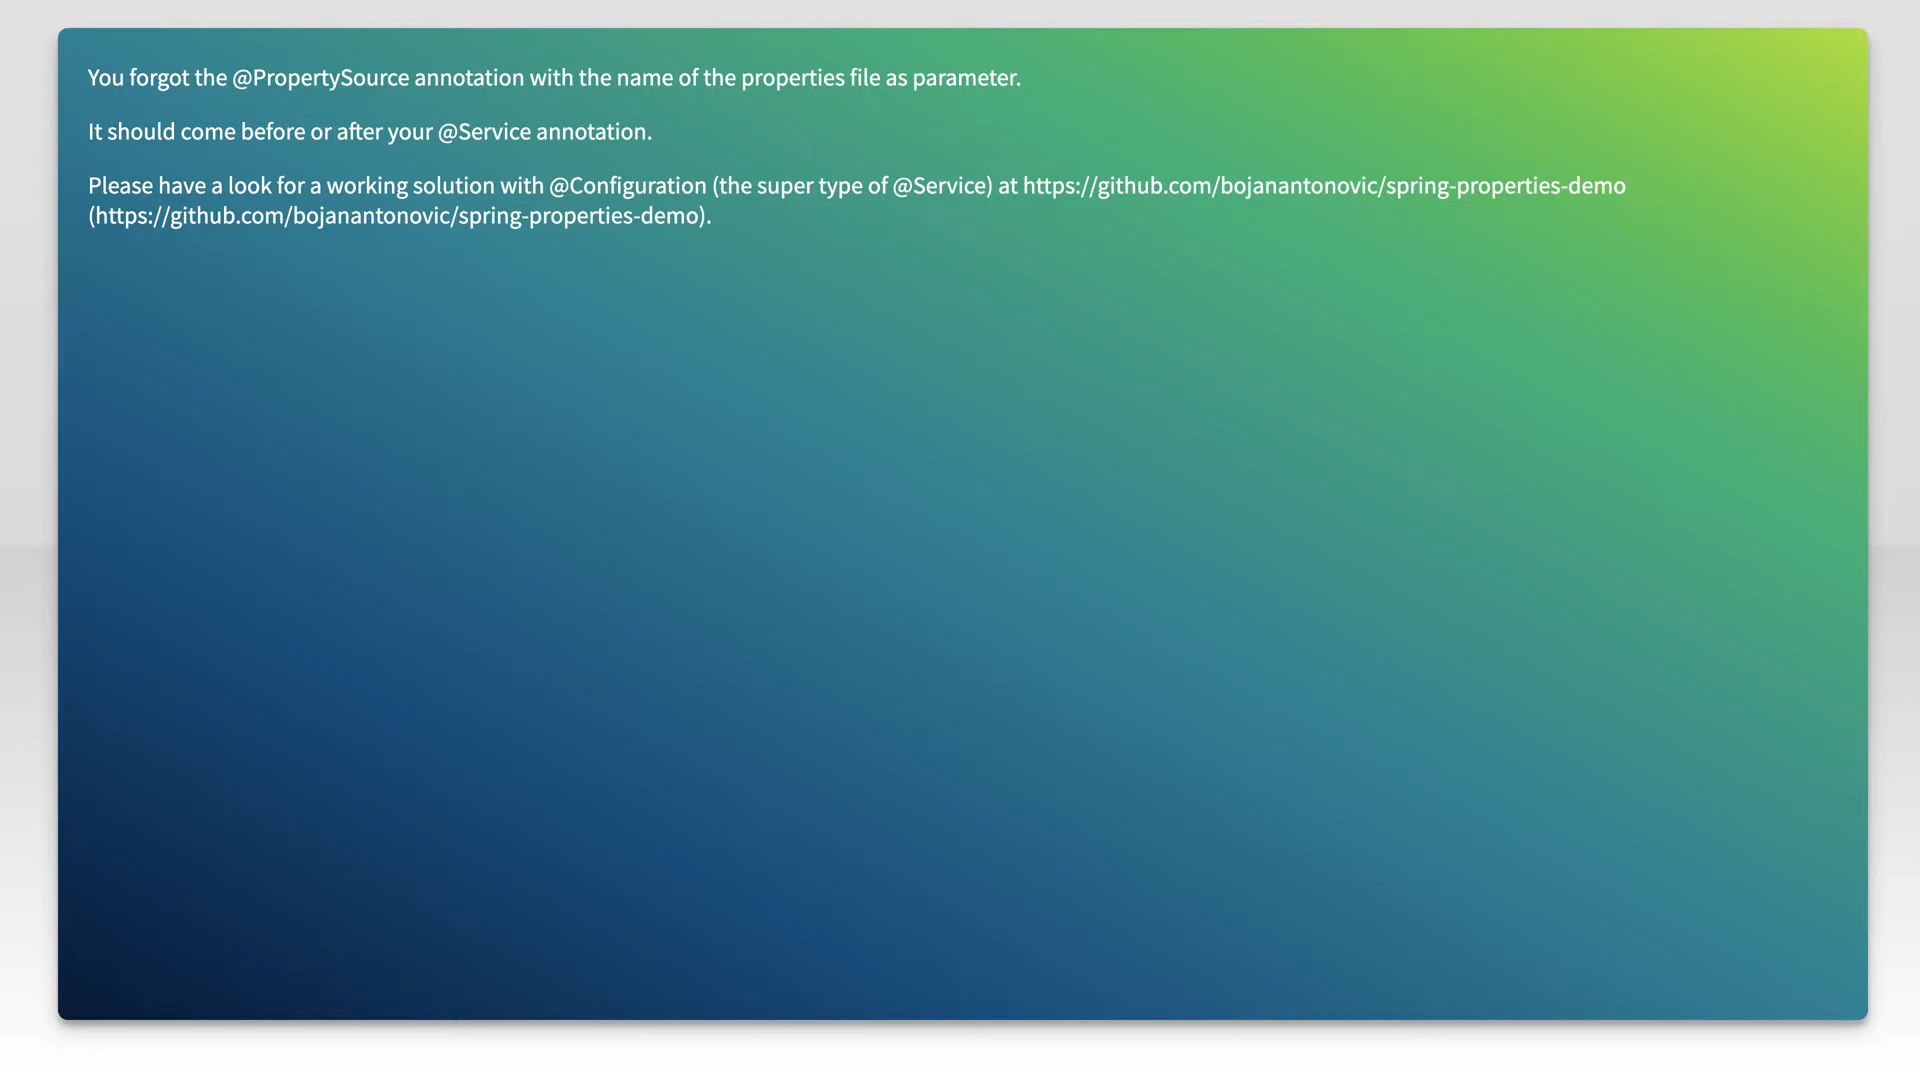 You forgot the @PropertySource annotation with the name of the properties file as parameter.
It should come before or after your @Service annotation.
Please have a look for a working solution with @Configuration (the super type of @Service) at https://github.com/bojanantonovic/spring-properties-demo
(https://github.com/bojanantonovic/spring-properties-demo).